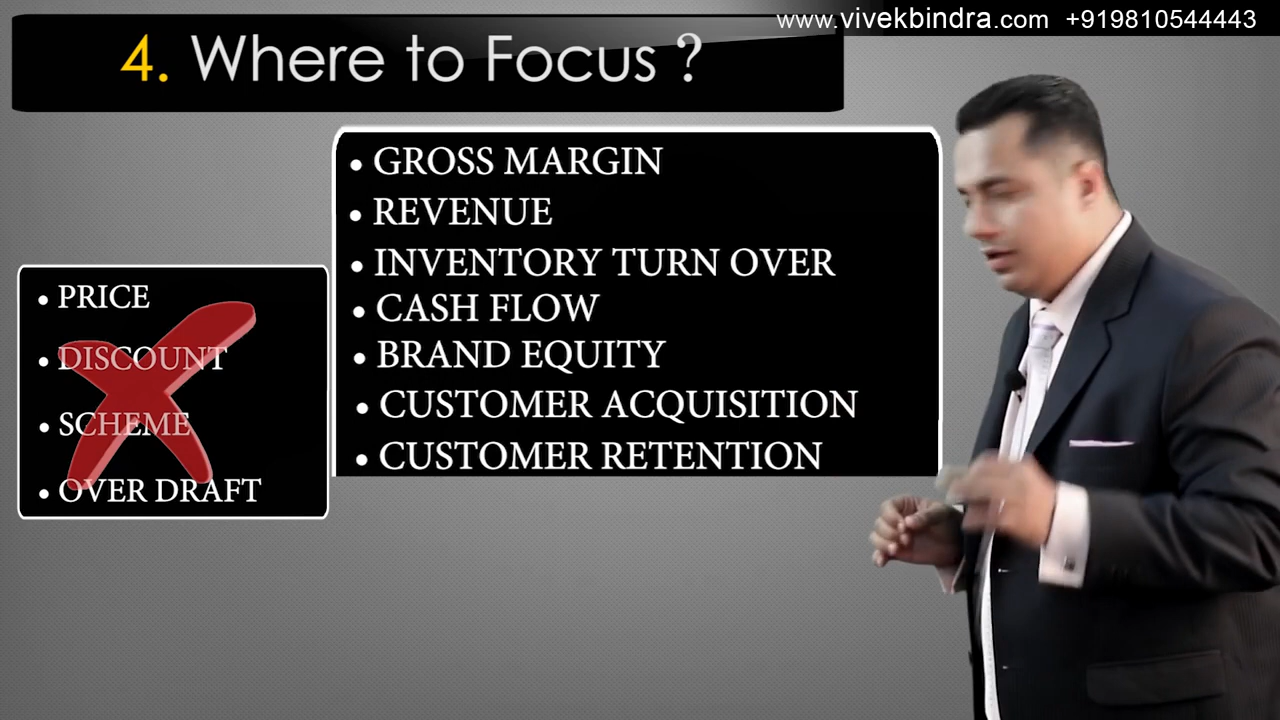 www.vivekbindra.com +919810544443
4. Where to Focus ?
• GROSS MARGIN
• REVENUE
• INVENTORY TURN OVER
• CASH FLOW
• BRAND EQUITY
• CUSTOMER ACQUISITION
• CUSTOMER RETENTION
• PRICE
• DISCOUNT
• SCHEME
• OVER DRAFT